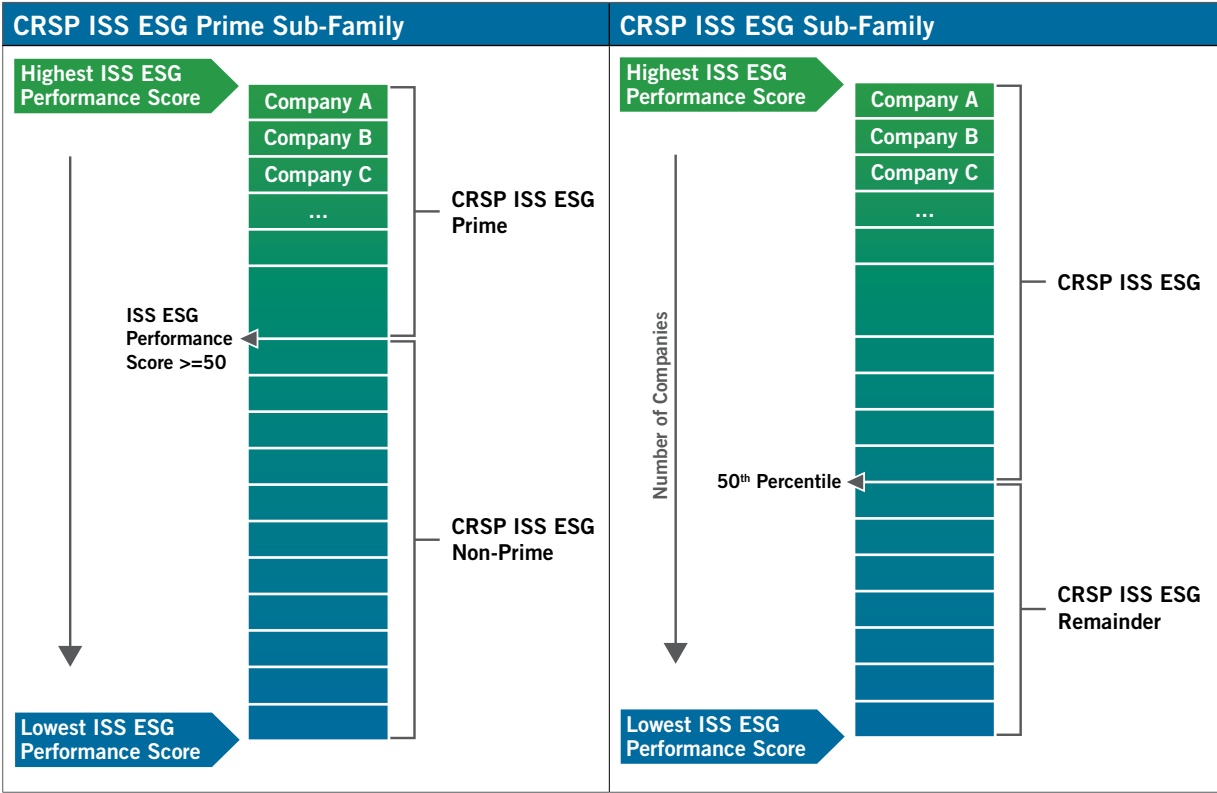 CRSP ISS ESG Prime Sub-Family
Highest ISS ESG
Performance Score
Company A
Company B
Company C
...
CRSP ISS ESG
Prime
ISS ESG
Performance
Score >=50
CRSP ISS ESG
Non-Prime
Lowest ISS ESG
Performance Score
CRSP ISS ESG Sub-Family
Highest ISS ESG
Performance Score
Company A
Company B
Company C
...
CRSP ISS ESG
Number of Companies
50th Percentile
CRSP ISS ESG
Remainder
Lowest ISS ESG
Performance Score